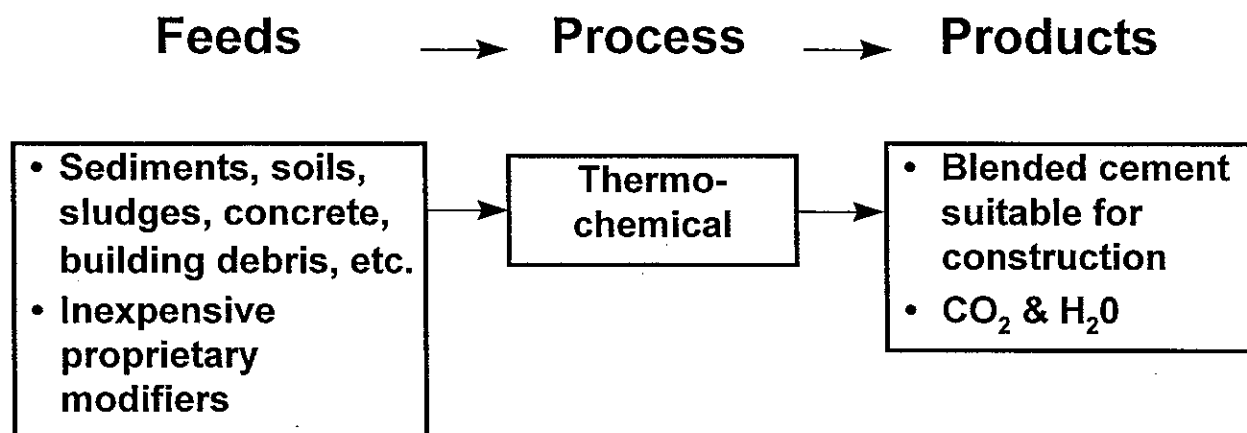 Feeds → Process → Products
• Sediments, soils,
sludges, concrete,
building debris, etc.
• Inexpensive
proprietary
modifiers
Thermo-
chemical
• Blended cement
suitable for
construction
• CO₂ & H₂0